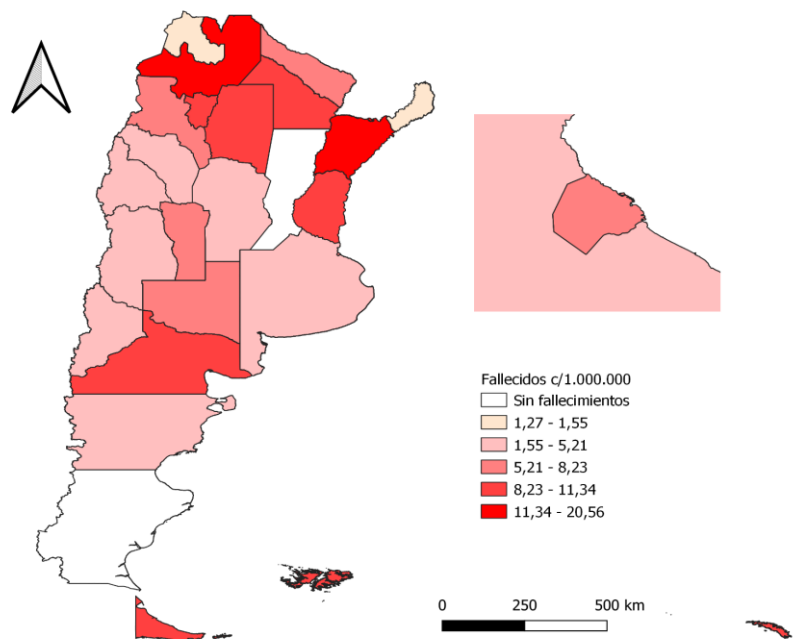 Fallecidos c/1.000.000
Sin fallecimientos
1,27 - 1,55
1,55 - 5,21
5,21 - 8,23
8,23 - 11,34
11,34 - 20,56
0 250 500 km